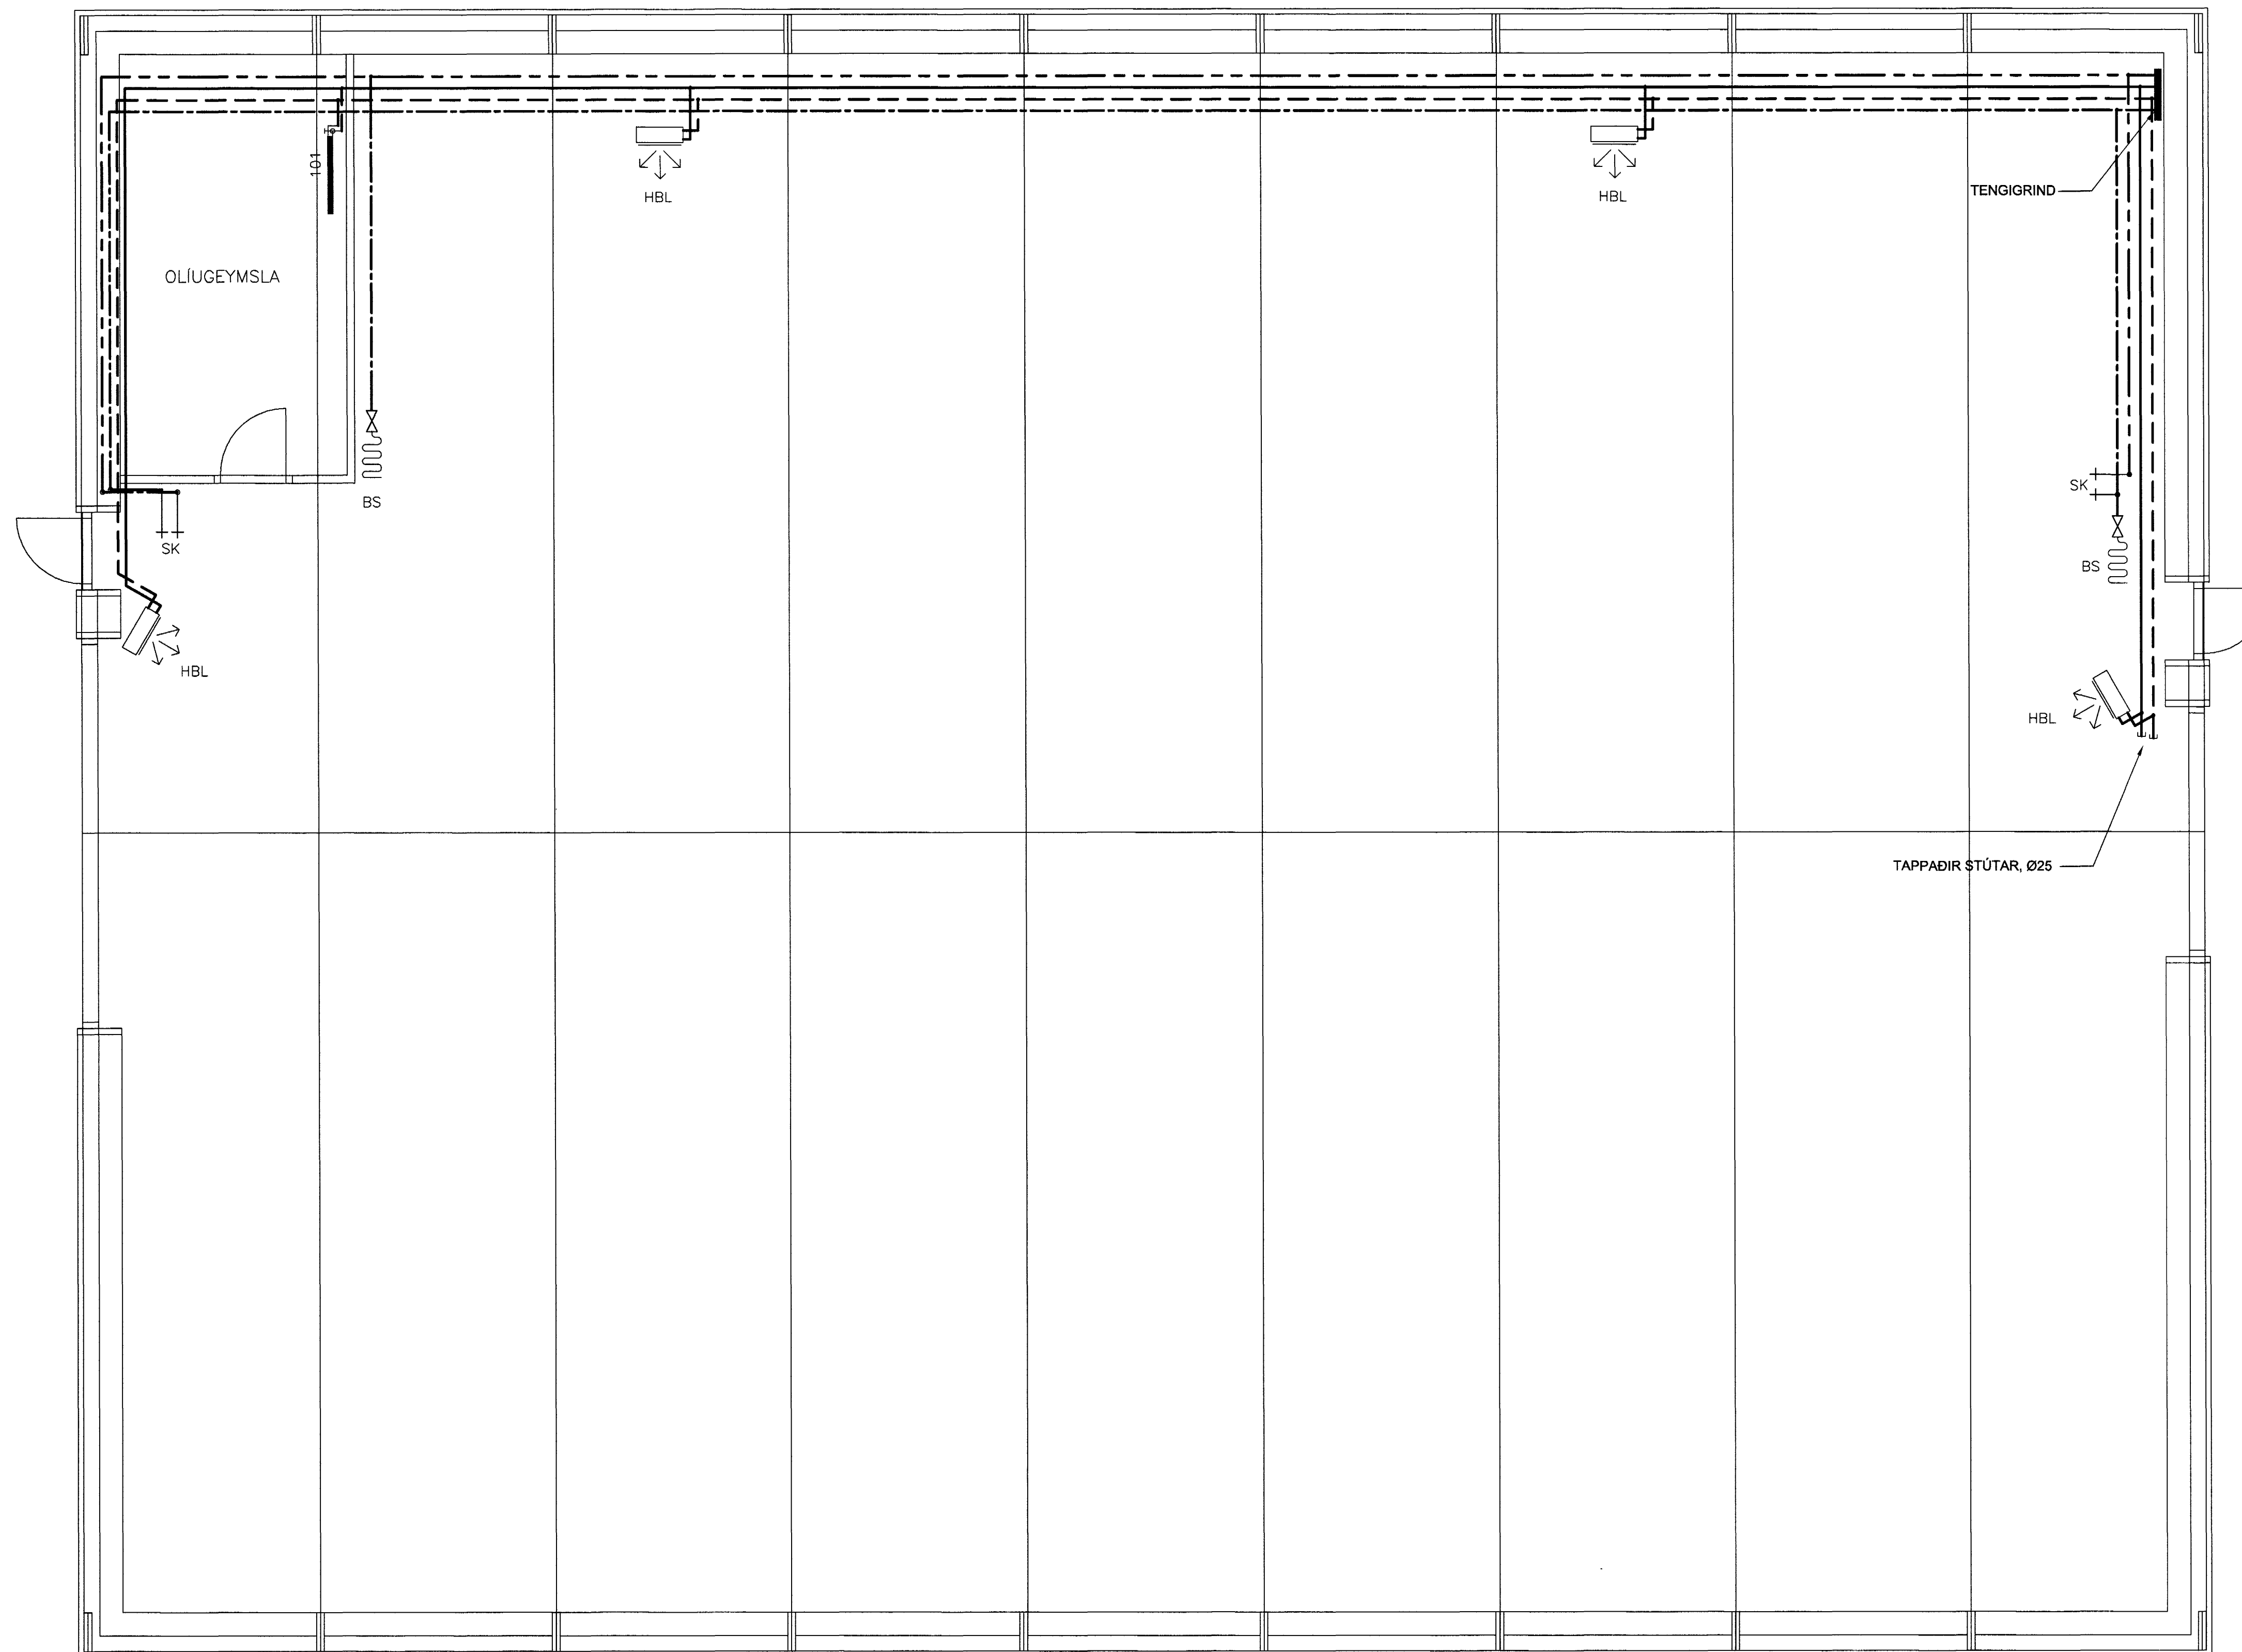 101
HBL
HBL
TENGIGRIND
OLÍUGEYMSLA
SK
BS
BS
SK
HBL
HBL
TAPPAÐIR STÚTAR, Ø25